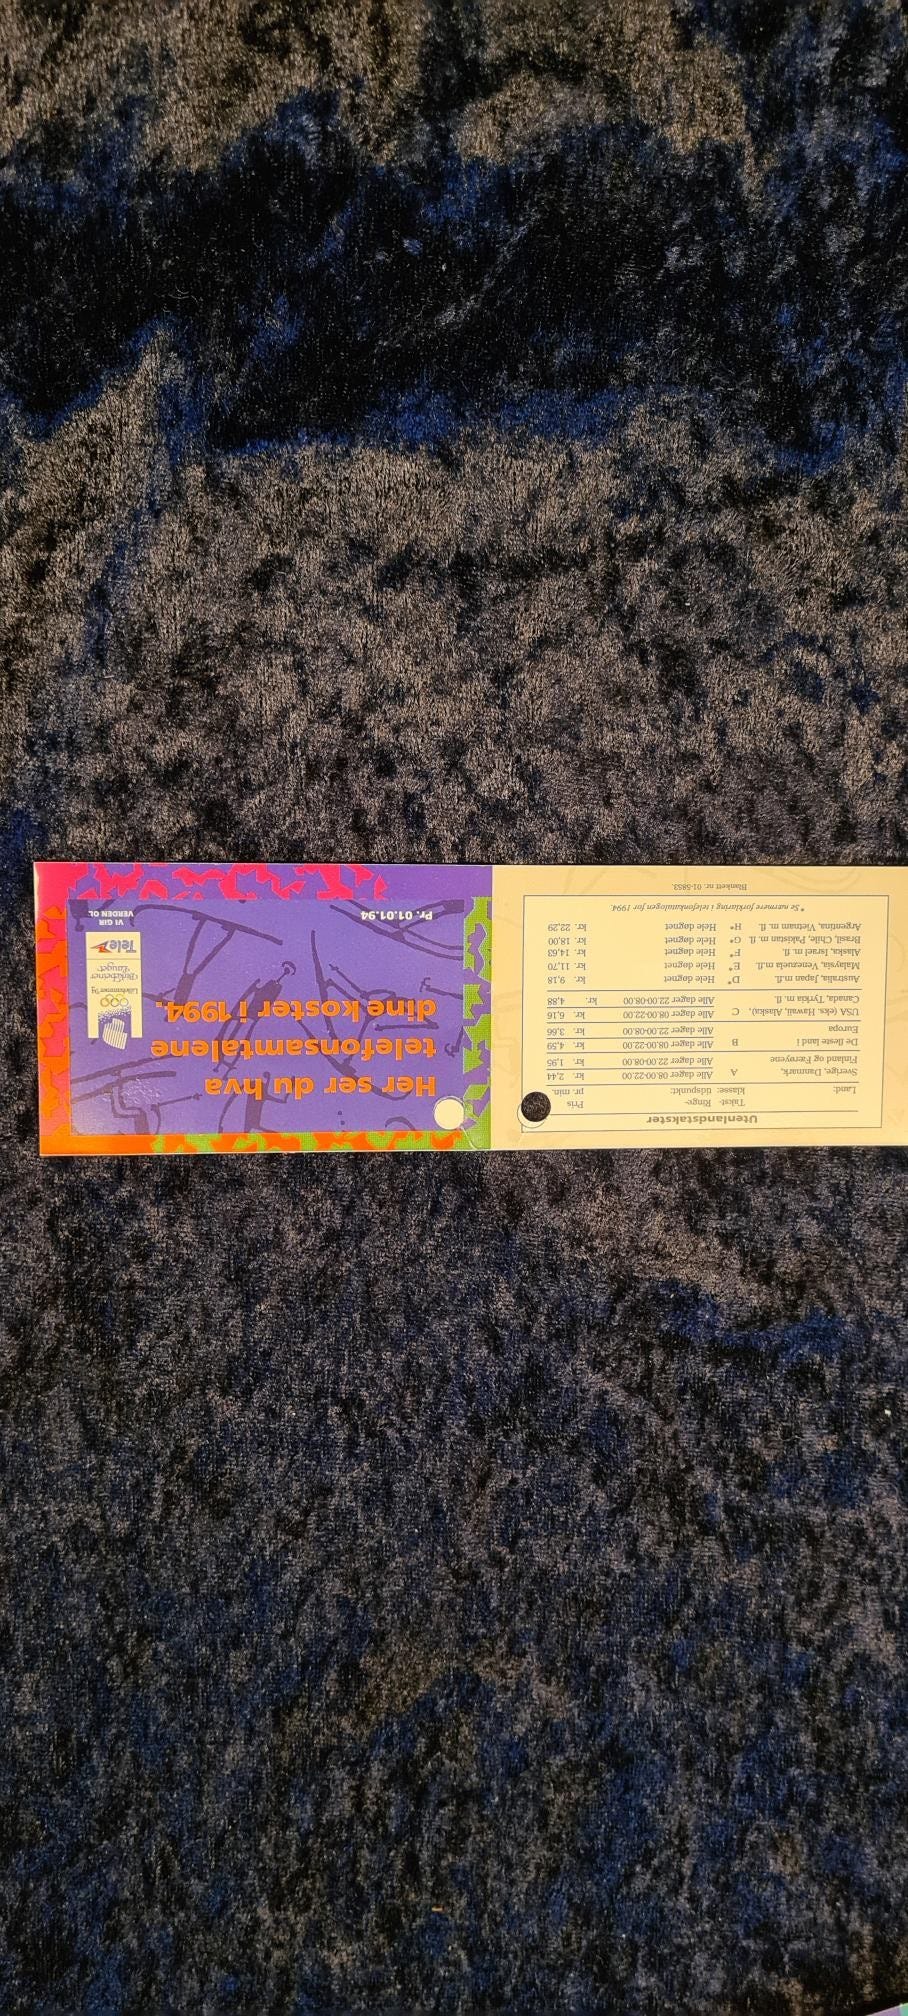 Utenlandstakster
Takst- Ringe- Pris
Land: klasse: tidspunkt: pr. min.
Sverige, Danmark, A Alle dager 08.00-22.00 kr. 2,44
Finland og Færøyene Alle dager 22.00-08.00 kr. 1,95
De fleste land i B Alle dager 08.00-22.00 kr. 4,59
Europa Alle dager 22.00-08.00 kr. 3,66
USA (eks. Hawaii, Alaska), C Alle dager 08.00-22.00 kr. 6,16
Canada, Tyrkia m. fl. Alle dager 22.00-08.00 kr. 4,88
Australia, Japan m.fl. D* Hele døgnet kr. 9,18
Malaysia, Venezuela m.fl. E* Hele døgnet kr. 11,70
Alaska, Israel m. fl. F* Hele døgnet kr. 14,63
Brasil, Chile, Pakistan m. fl. G* Hele døgnet kr. 18,00
Argentina, Vietnam m. fl. H* Hele døgnet kr. 22,29
* Se nærmere forklaring i telefonkatalogen for 1994.
Blankett nr. 01-5853.
Her ser du hva
telefonsamtalene
dine koster i 1994.
Pr. 01.01.94
Lillehammer'94
Birkebeiner
Lauget
Tele
VI GIR
VERDEN OL